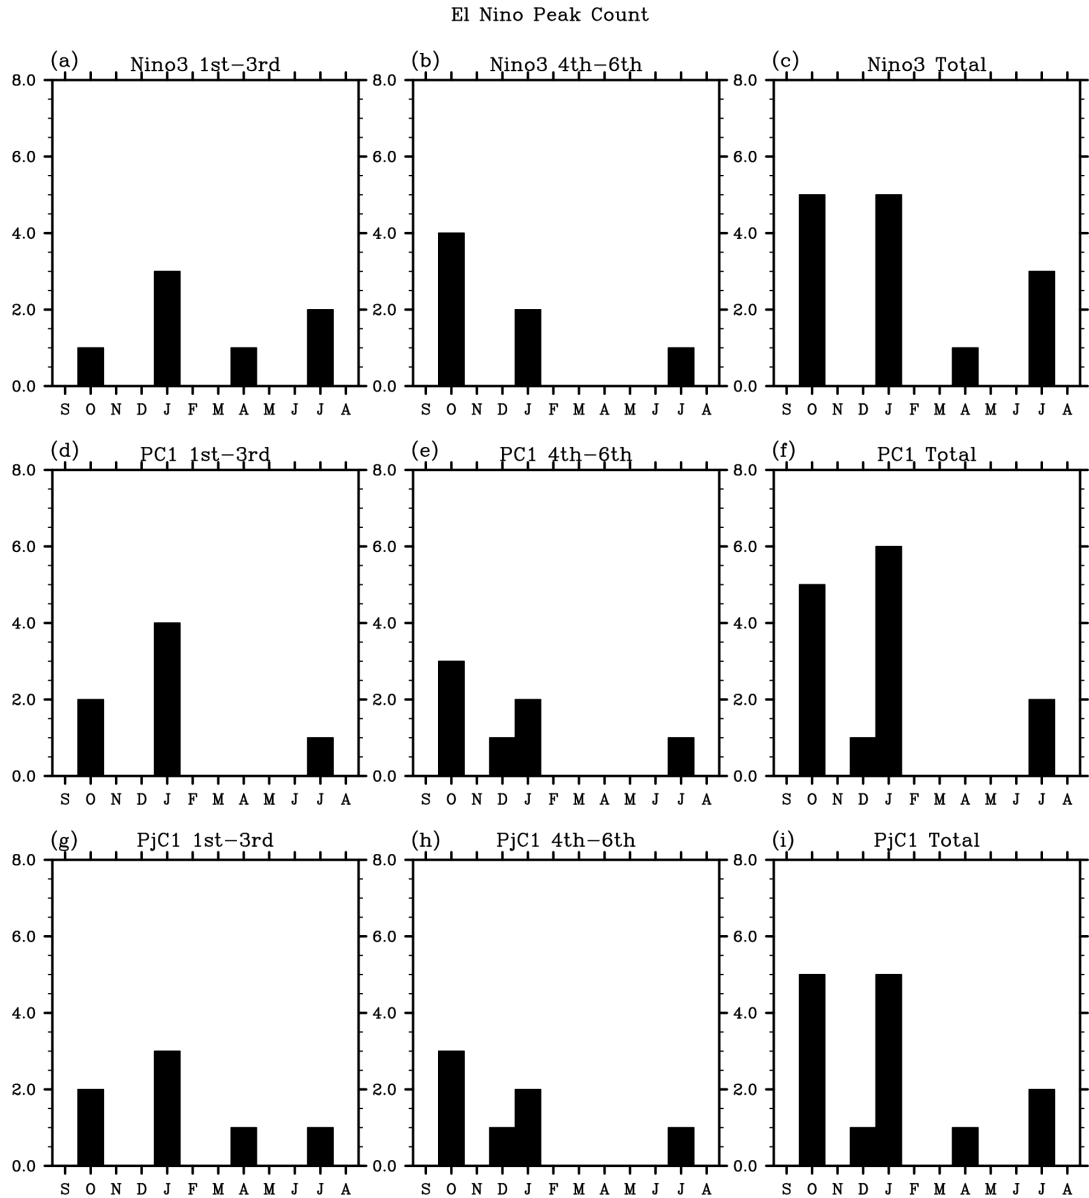 El Nino Peak Count
(a) Nino3 1st-3rd
8.0
6.0
4.0
2.0
0.0
S O N D J F M A M J J A
(b) Nino3 4th-6th
8.0
6.0
4.0
2.0
0.0
S O N D J F M A M J J A
(c) Nino3 Total
8.0
6.0
4.0
2.0
0.0
S O N D J F M A M J J A
(d) PC1 1st-3rd
8.0
6.0
4.0
2.0
0.0
S O N D J F M A M J J A
(e) PC1 4th-6th
8.0
6.0
4.0
2.0
0.0
S O N D J F M A M J J A
(f) PC1 Total
8.0
6.0
4.0
2.0
0.0
S O N D J F M A M J J A
(g) PjC1 1st-3rd
8.0
6.0
4.0
2.0
0.0
S O N D J F M A M J J A
(h) PjC1 4th-6th
8.0
6.0
4.0
2.0
0.0
S O N D J F M A M J J A
(i) PjC1 Total
8.0
6.0
4.0
2.0
0.0
S O N D J F M A M J J A